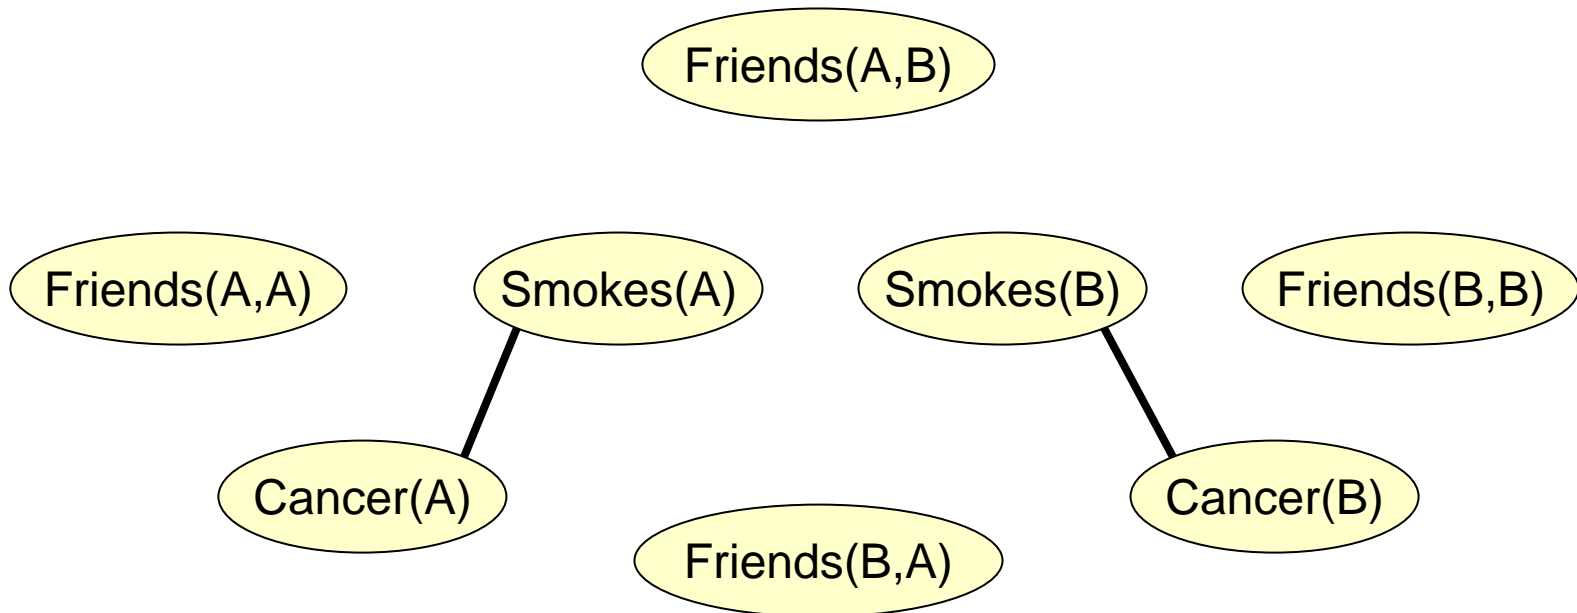 Friends(A,B)
Friends(A,A)
Smokes(A)
Smokes(B)
Friends(B,B)
Cancer(A)
Cancer(B)
Friends(B,A)